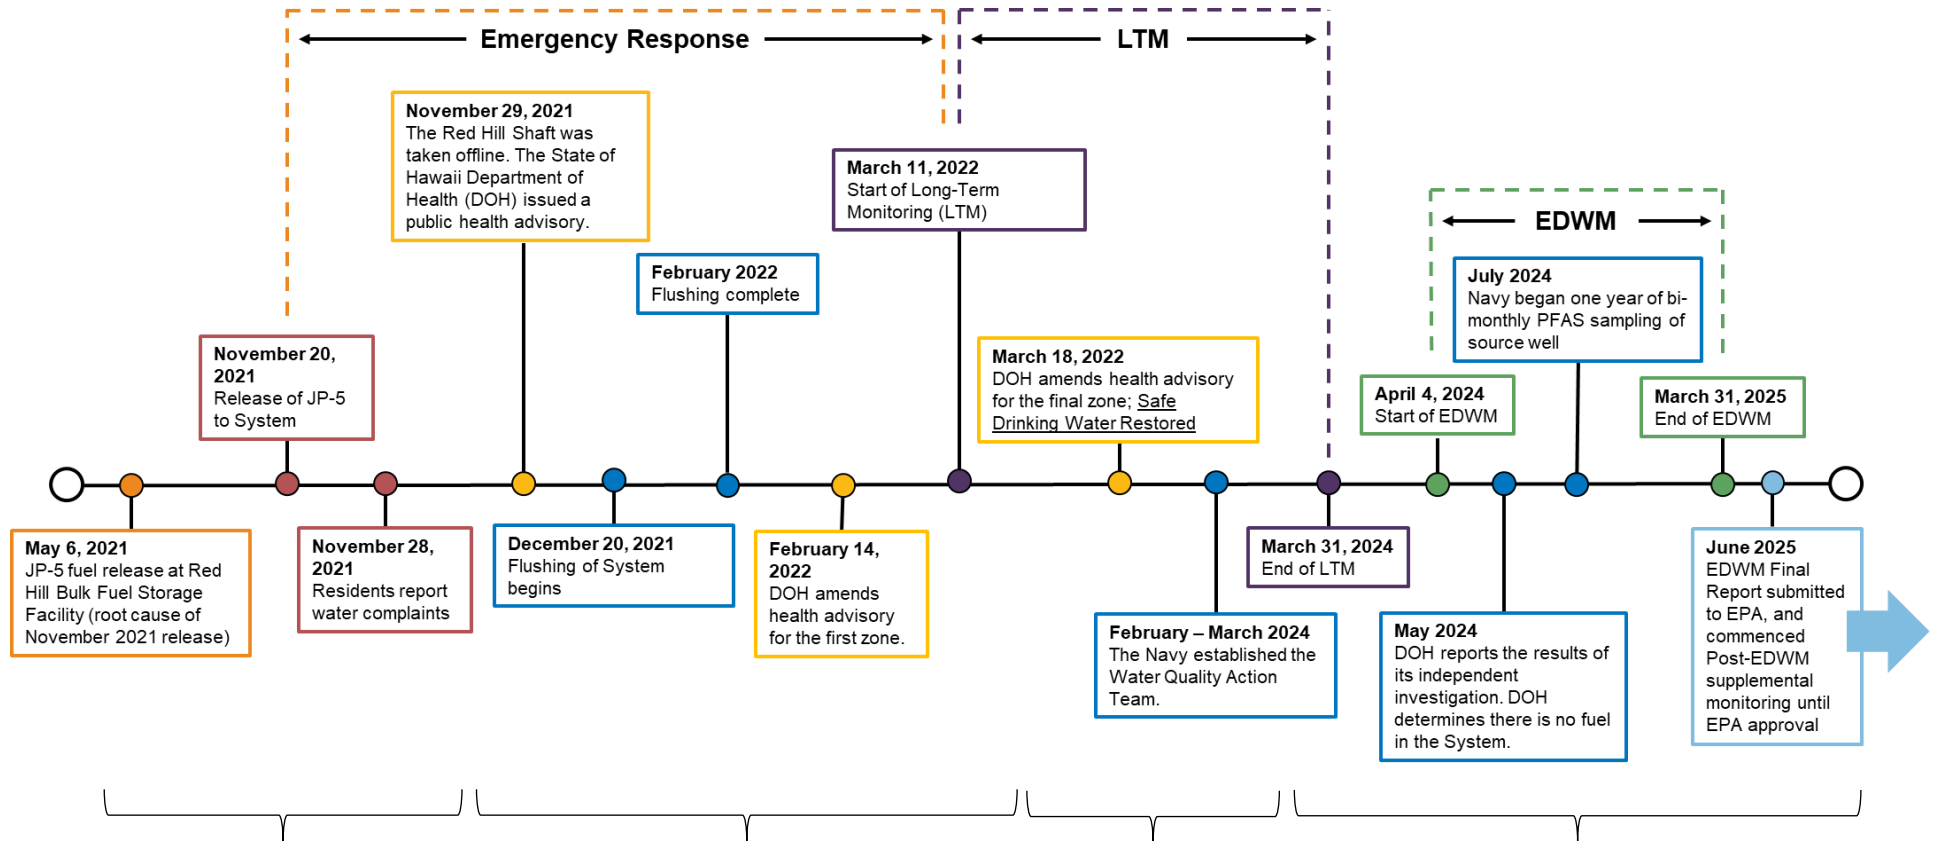 Emergency Response
LTM
November 29, 2021
The Red Hill Shaft was
taken offline. The State of
Hawaii Department of
Health (DOH) issued a
public health advisory.
March 11, 2022
Start of Long-Term
Monitoring (LTM)
EDWM
February 2022
Flushing complete
July 2024
Navy began one year of bi-
monthly PFAS sampling of
source well
November 20,
2021
Release of JP-5
to System
March 18, 2022
DOH amends health advisory
for the final zone; Safe
Drinking Water Restored
April 4, 2024
Start of EDWM
March 31, 2025
End of EDWM
May 6, 2021
JP-5 fuel release at Red
Hill Bulk Fuel Storage
Facility (root cause of
November 2021 release)
November 28,
2021
Residents report
water complaints
December 20, 2021
Flushing of System
begins
February 14,
2022
DOH amends
health advisory
for the first zone.
February – March 2024
The Navy established the
Water Quality Action
Team.
March 31, 2024
End of LTM
May 2024
DOH reports the results of
its independent
investigation. DOH
determines there is no fuel
in the System.
June 2025
EDWM Final
Report submitted
to EPA, and
commenced
Post-EDWM
supplemental
monitoring until
EPA approval